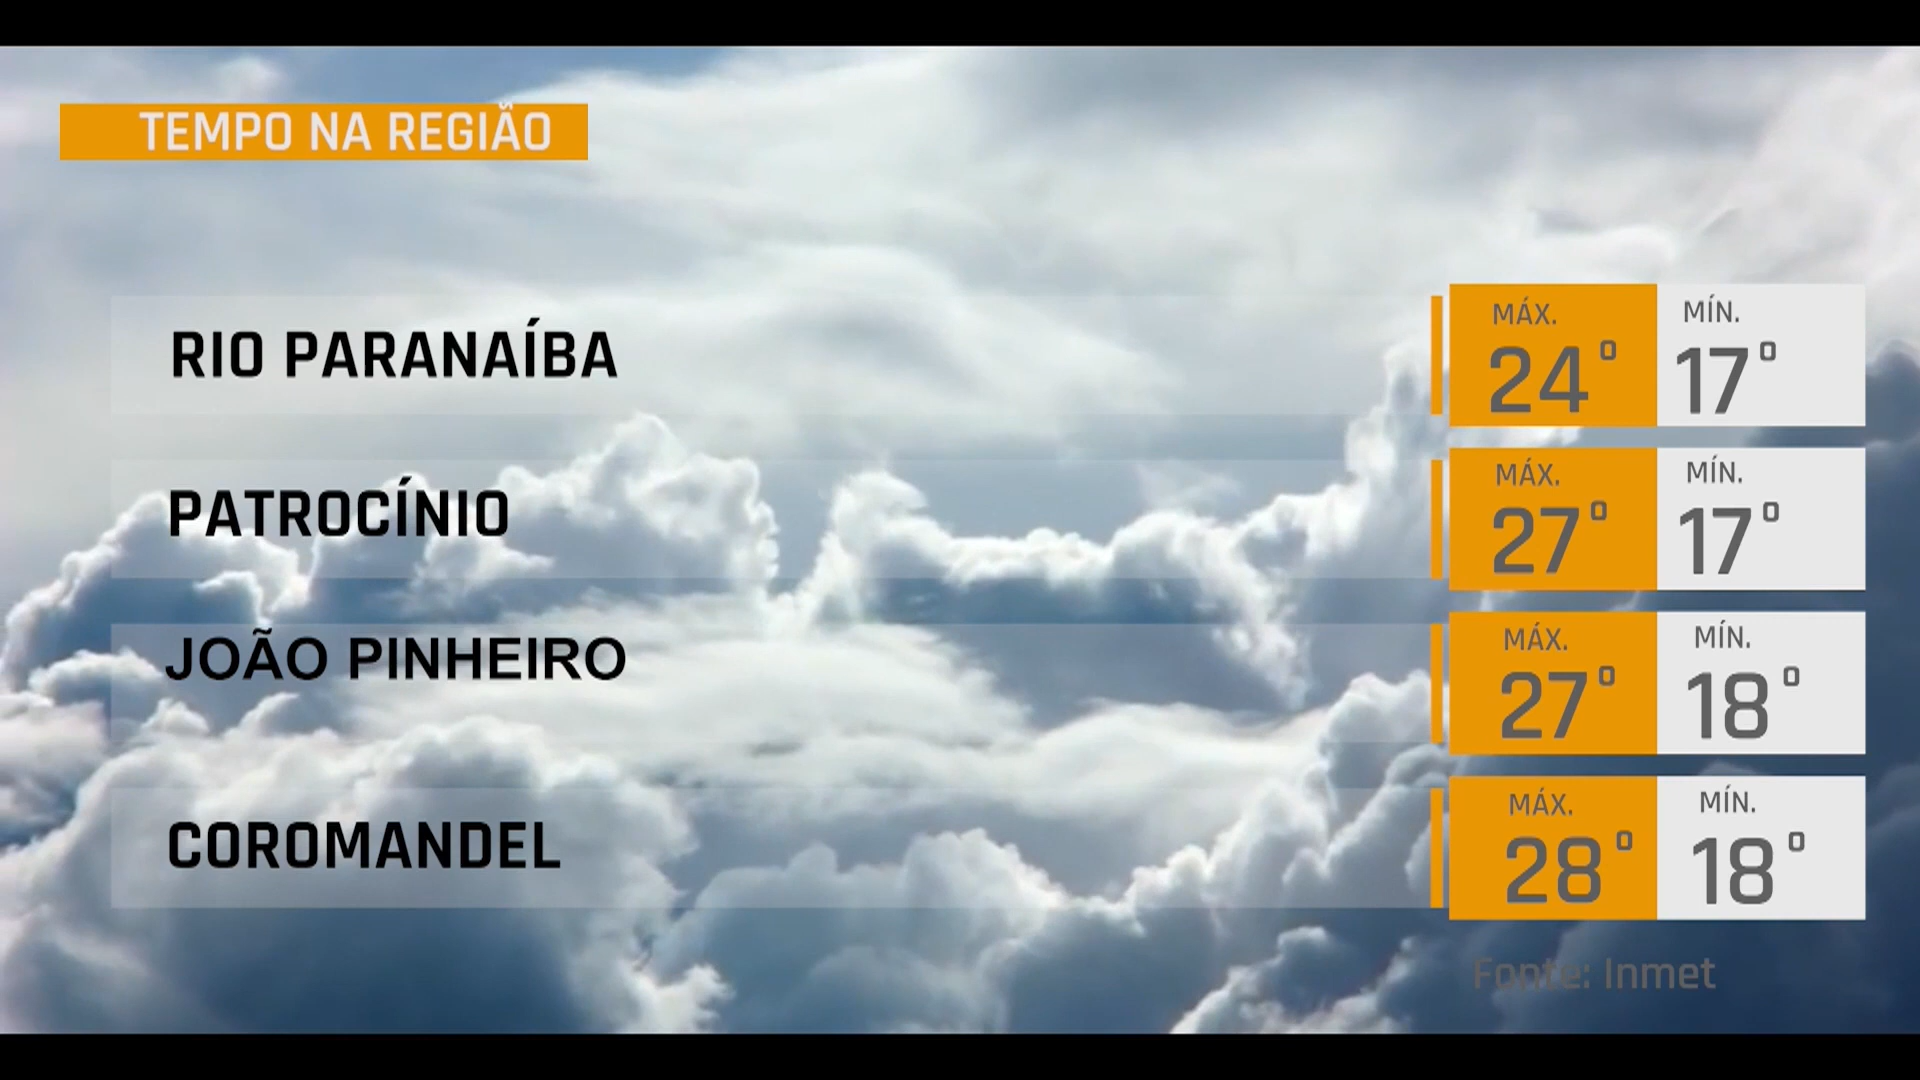 TEMPO NA REGIÃO
RIO PARANAÍBA
MÁX.
24°
MÍN.
17°
PATROCÍNIO
MÁX.
27°
MÍN.
17°
JOÃO PINHEIRO
MÁX.
27°
MÍN.
18°
COROMANDEL
MÁX.
28°
MÍN.
18°
Fonte: Inmet